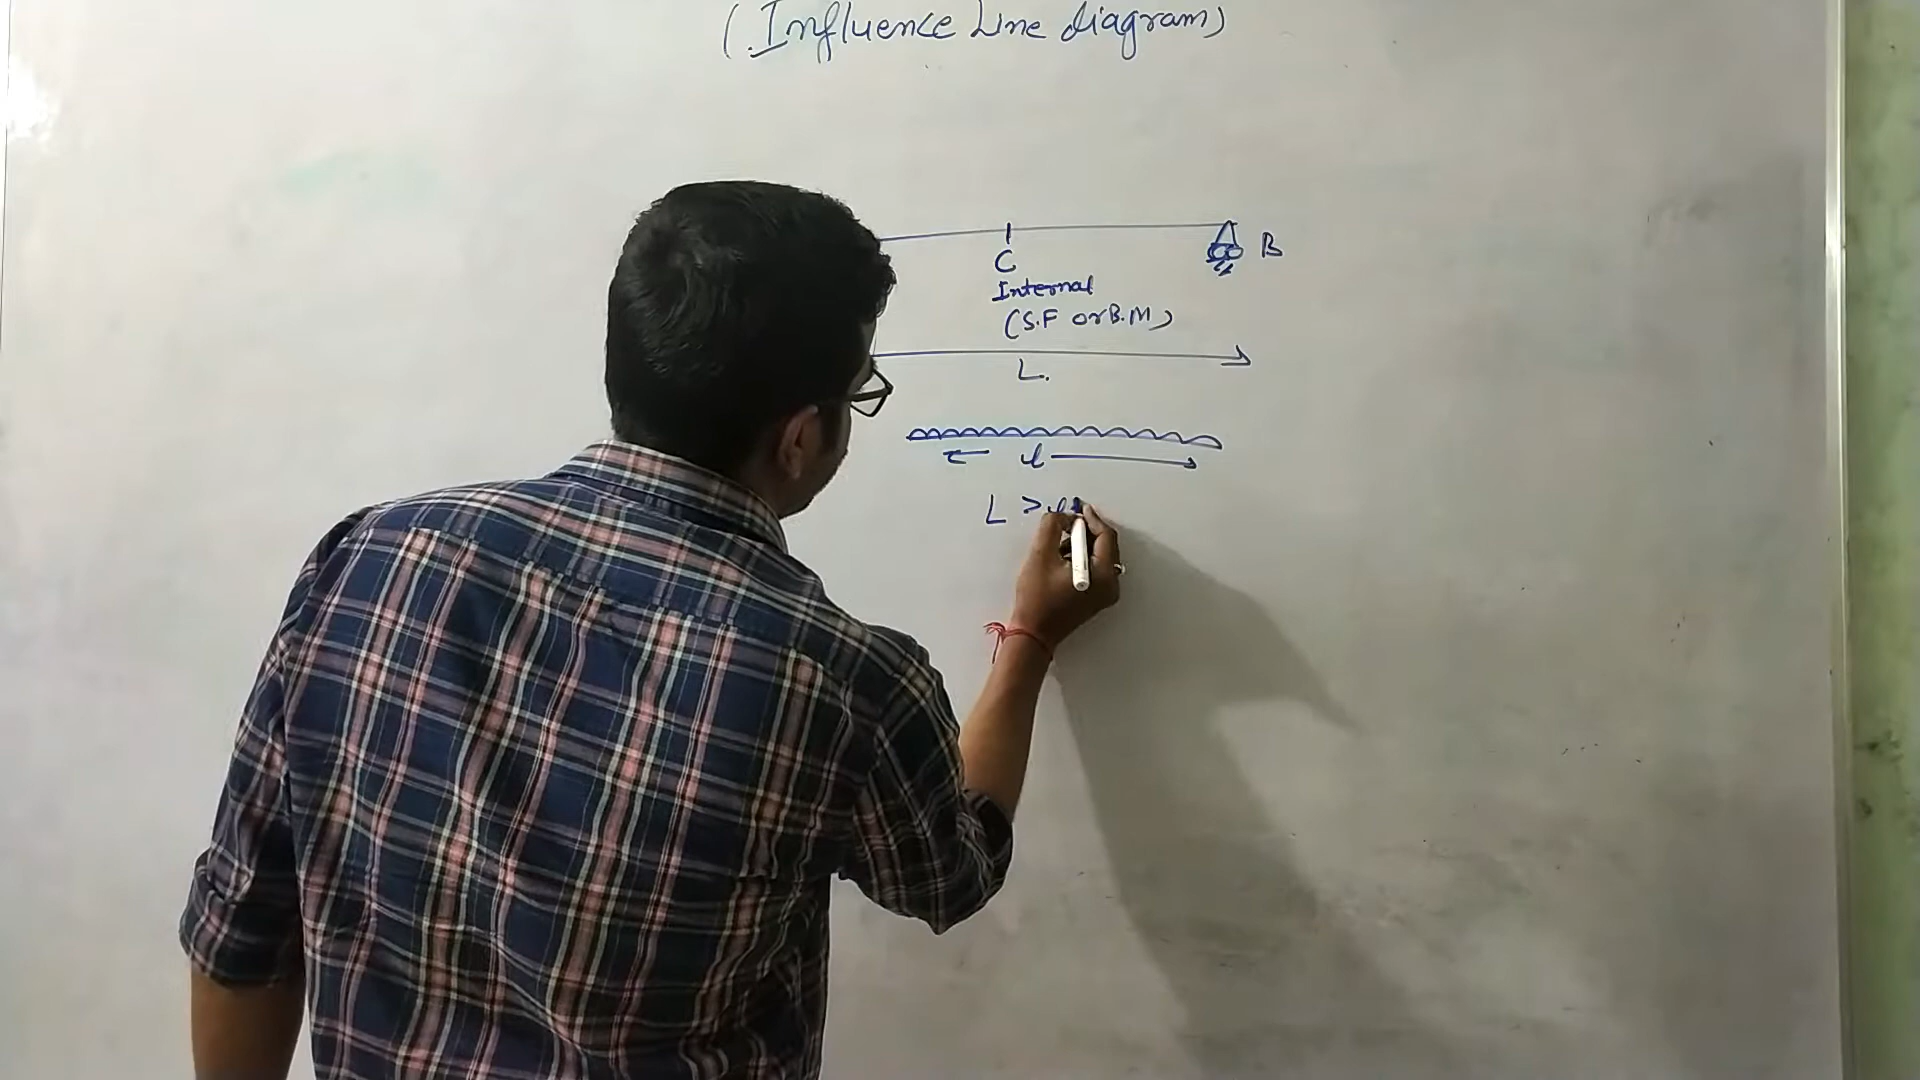 (Influence Line diagram)
C
B
Internal
(S.F or B.M)
L.
l
L >